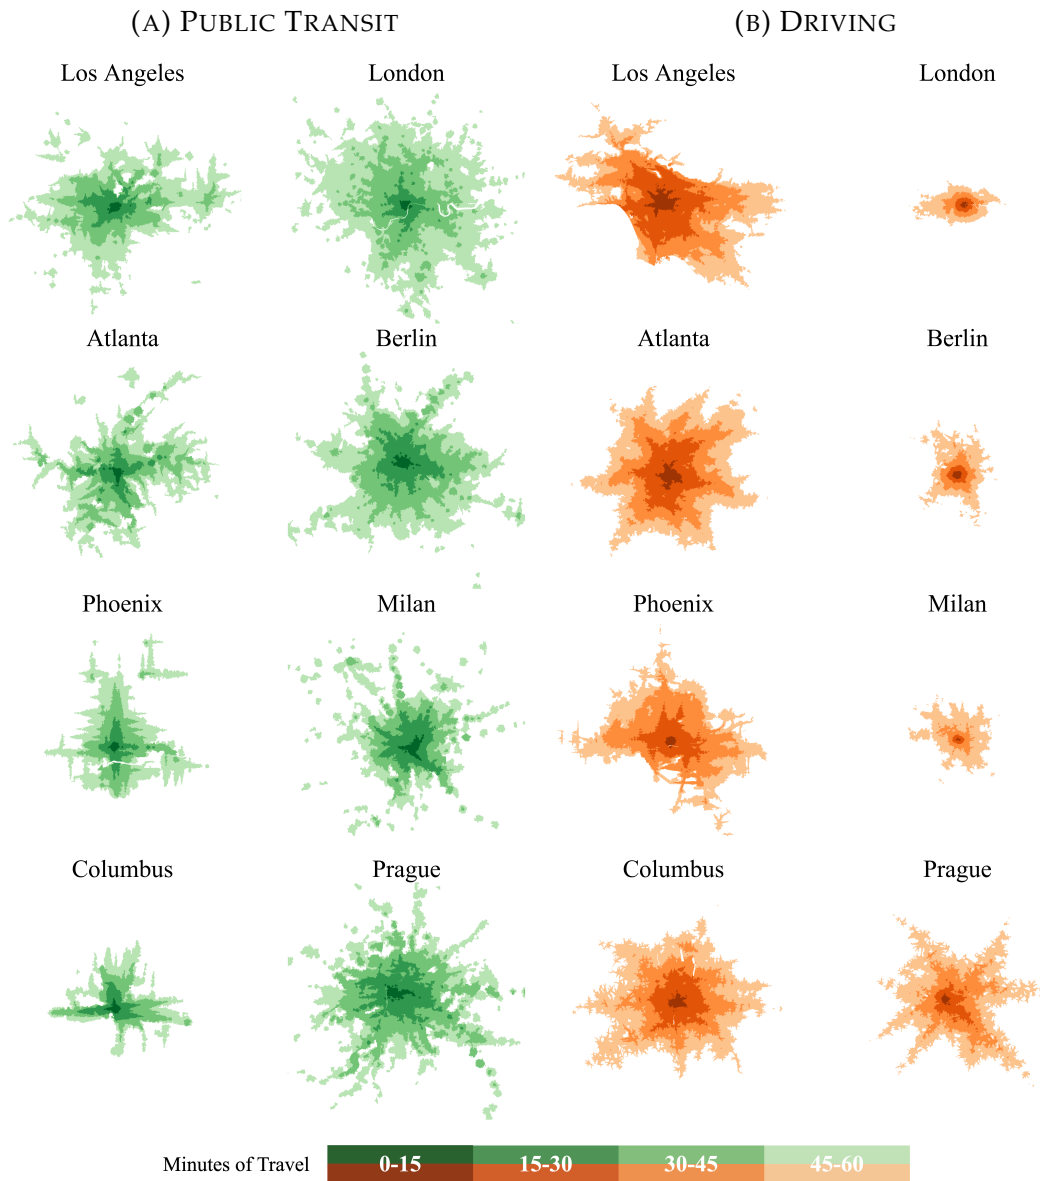 (A) PUBLIC TRANSIT (B) DRIVING
Los Angeles London Los Angeles London
Atlanta Berlin Atlanta Berlin
Phoenix Milan Phoenix Milan
Columbus Prague Columbus Prague
Minutes of Travel 0-15 15-30 30-45 45-60